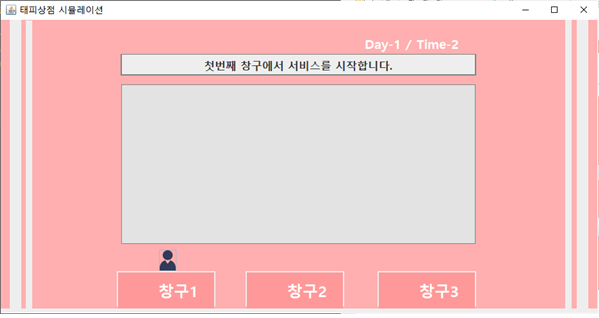 태피상점 시뮬레이션
Day-1 / Time-2
첫번째 창구에서 서비스를 시작합니다.
창구1
창구2
창구3